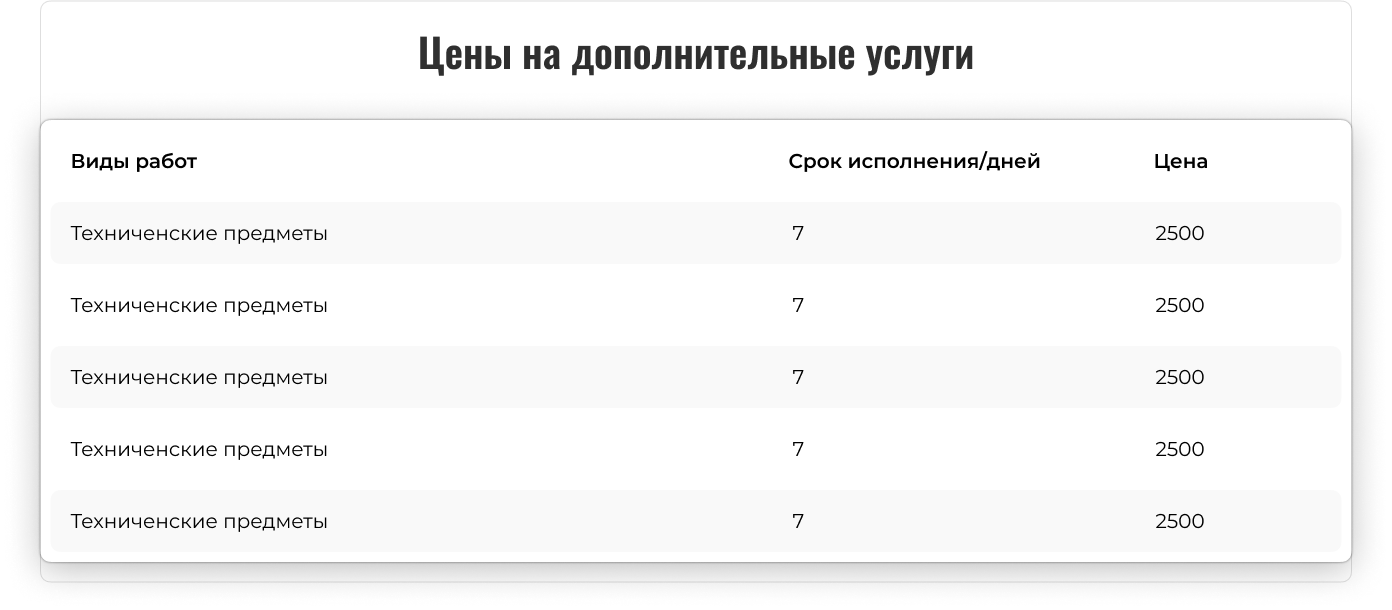 Цены на дополнительные услуги
Виды работ Срок исполнения/дней Цена
Техниченские предметы 7 2500
Техниченские предметы 7 2500
Техниченские предметы 7 2500
Техниченские предметы 7 2500
Техниченские предметы 7 2500